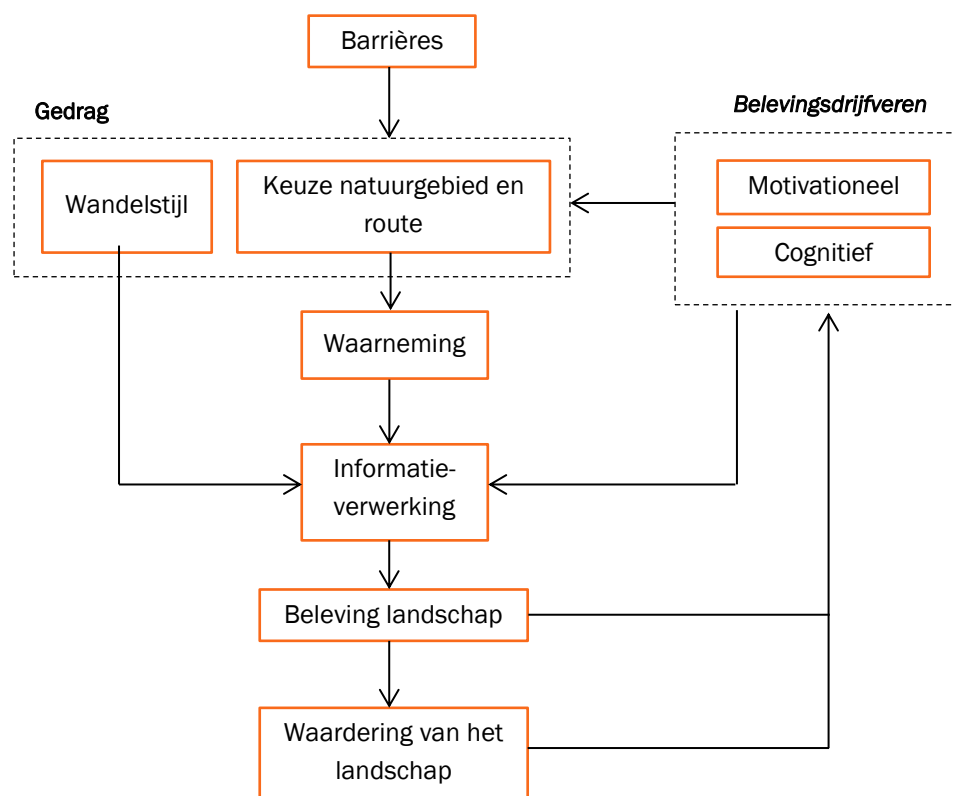 Barrières
Gedrag
Belevingsdrijfveren
Wandelstijl
Keuze natuurgebied en
route
Motivationeel
Cognitief
Waarneming
Informatie-
verwerking
Beleving landschap
Waardering van het
landschap